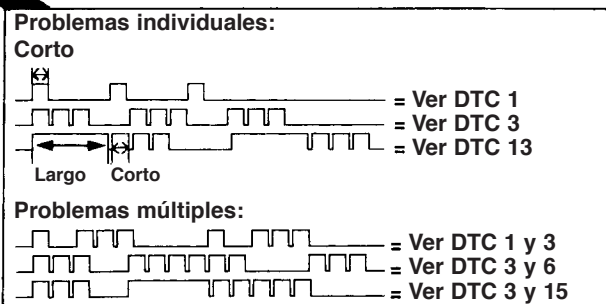 Problemas individuales:
Corto
= Ver DTC 1
= Ver DTC 3
= Ver DTC 13
Largo Corto
Problemas múltiples:
= Ver DTC 1 y 3
= Ver DTC 3 y 6
= Ver DTC 3 y 15